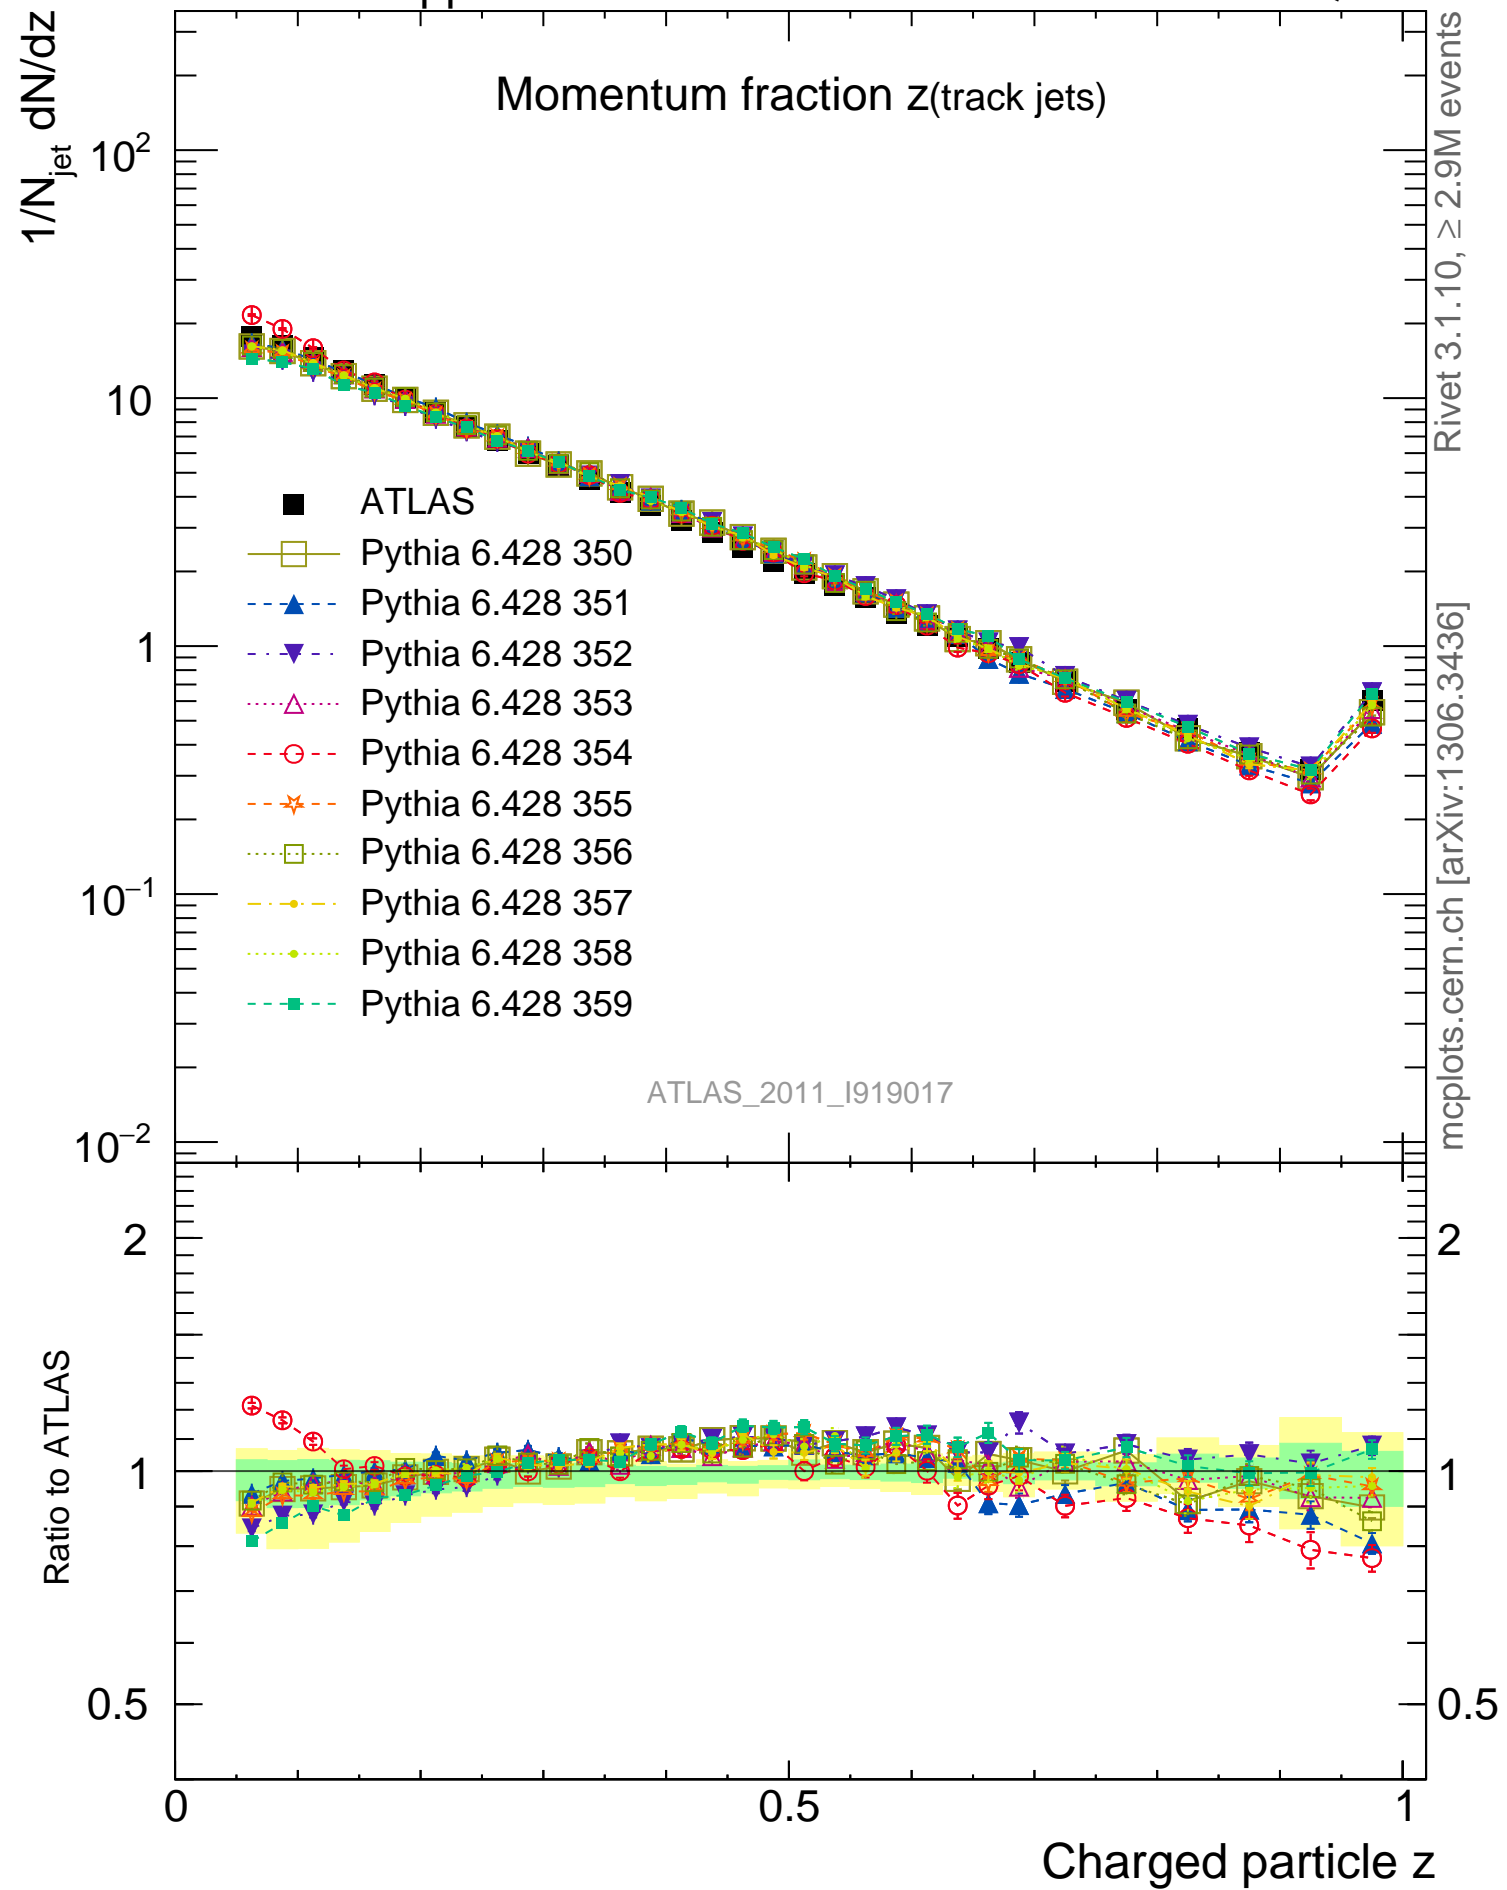 1/N_jet dN/dz
Momentum fraction z(track jets)
10²
10
1
10⁻¹
10⁻²
ATLAS
Pythia 6.428 350
Pythia 6.428 351
Pythia 6.428 352
Pythia 6.428 353
Pythia 6.428 354
Pythia 6.428 355
Pythia 6.428 356
Pythia 6.428 357
Pythia 6.428 358
Pythia 6.428 359
ATLAS_2011_I919017
Rivet 3.1.10, ≥ 2.9M events
mcplots.cern.ch [arXiv:1306.3436]
Ratio to ATLAS
2
1
0.5
2
1
0.5
0
0.5
1
Charged particle z